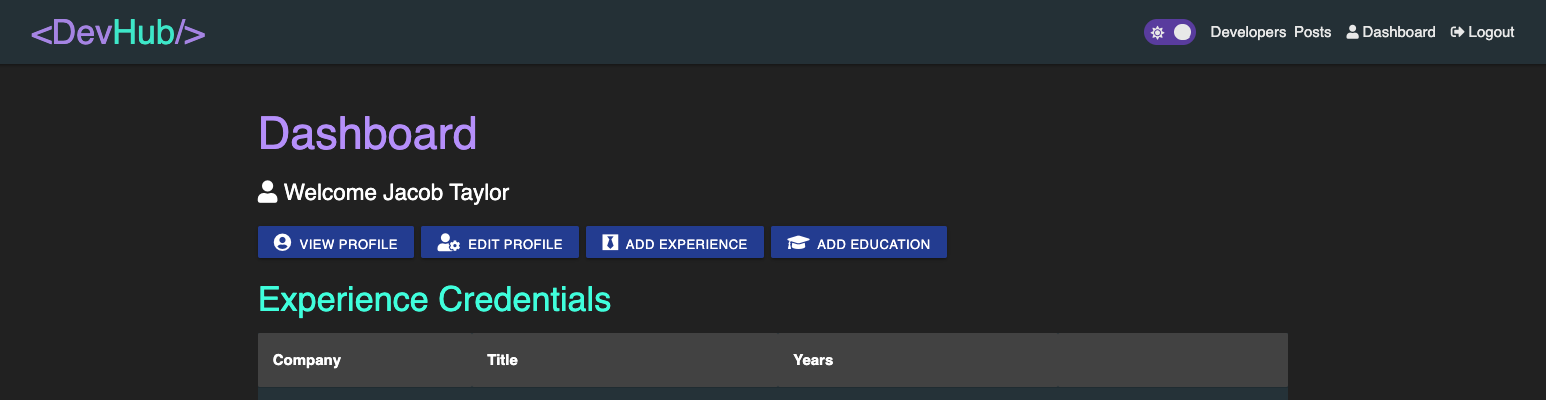 <DevHub/>
Developers Posts Dashboard Logout
Dashboard
Welcome Jacob Taylor
VIEW PROFILE EDIT PROFILE ADD EXPERIENCE ADD EDUCATION
Experience Credentials
Company Title Years